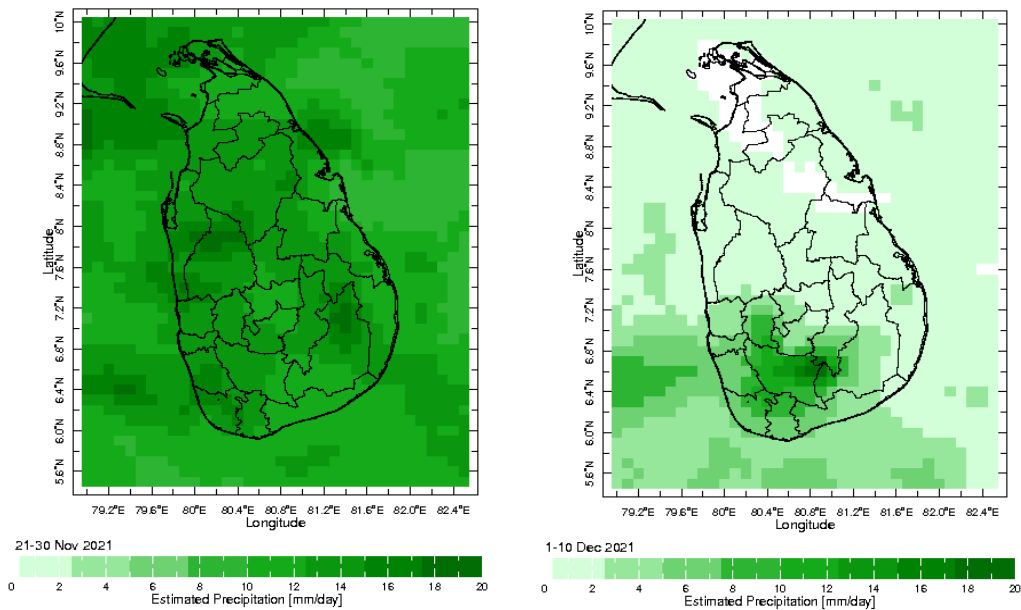 10°N
9.6°N
9.2°N
8.8°N
8.4°N
8°N
7.6°N
7.2°N
6.8°N
6.4°N
6.0°N
5.6°N
Latitude
79.2°E 79.6°E 80°E 80.4°E 80.8°E 81.2°E 81.6°E 82.0°E 82.4°E
Longitude
21-30 Nov 2021
0 2 4 6 8 10 12 14 16 18 20
Estimated Precipitation [mm/day]
10°N
9.6°N
9.2°N
8.8°N
8.4°N
8°N
7.6°N
7.2°N
6.8°N
6.4°N
6.0°N
5.6°N
Latitude
79.2°E 79.6°E 80°E 80.4°E 80.8°E 81.2°E 81.6°E 82.0°E 82.4°E
Longitude
1-10 Dec 2021
0 2 4 6 8 10 12 14 16 18 20
Estimated Precipitation [mm/day]